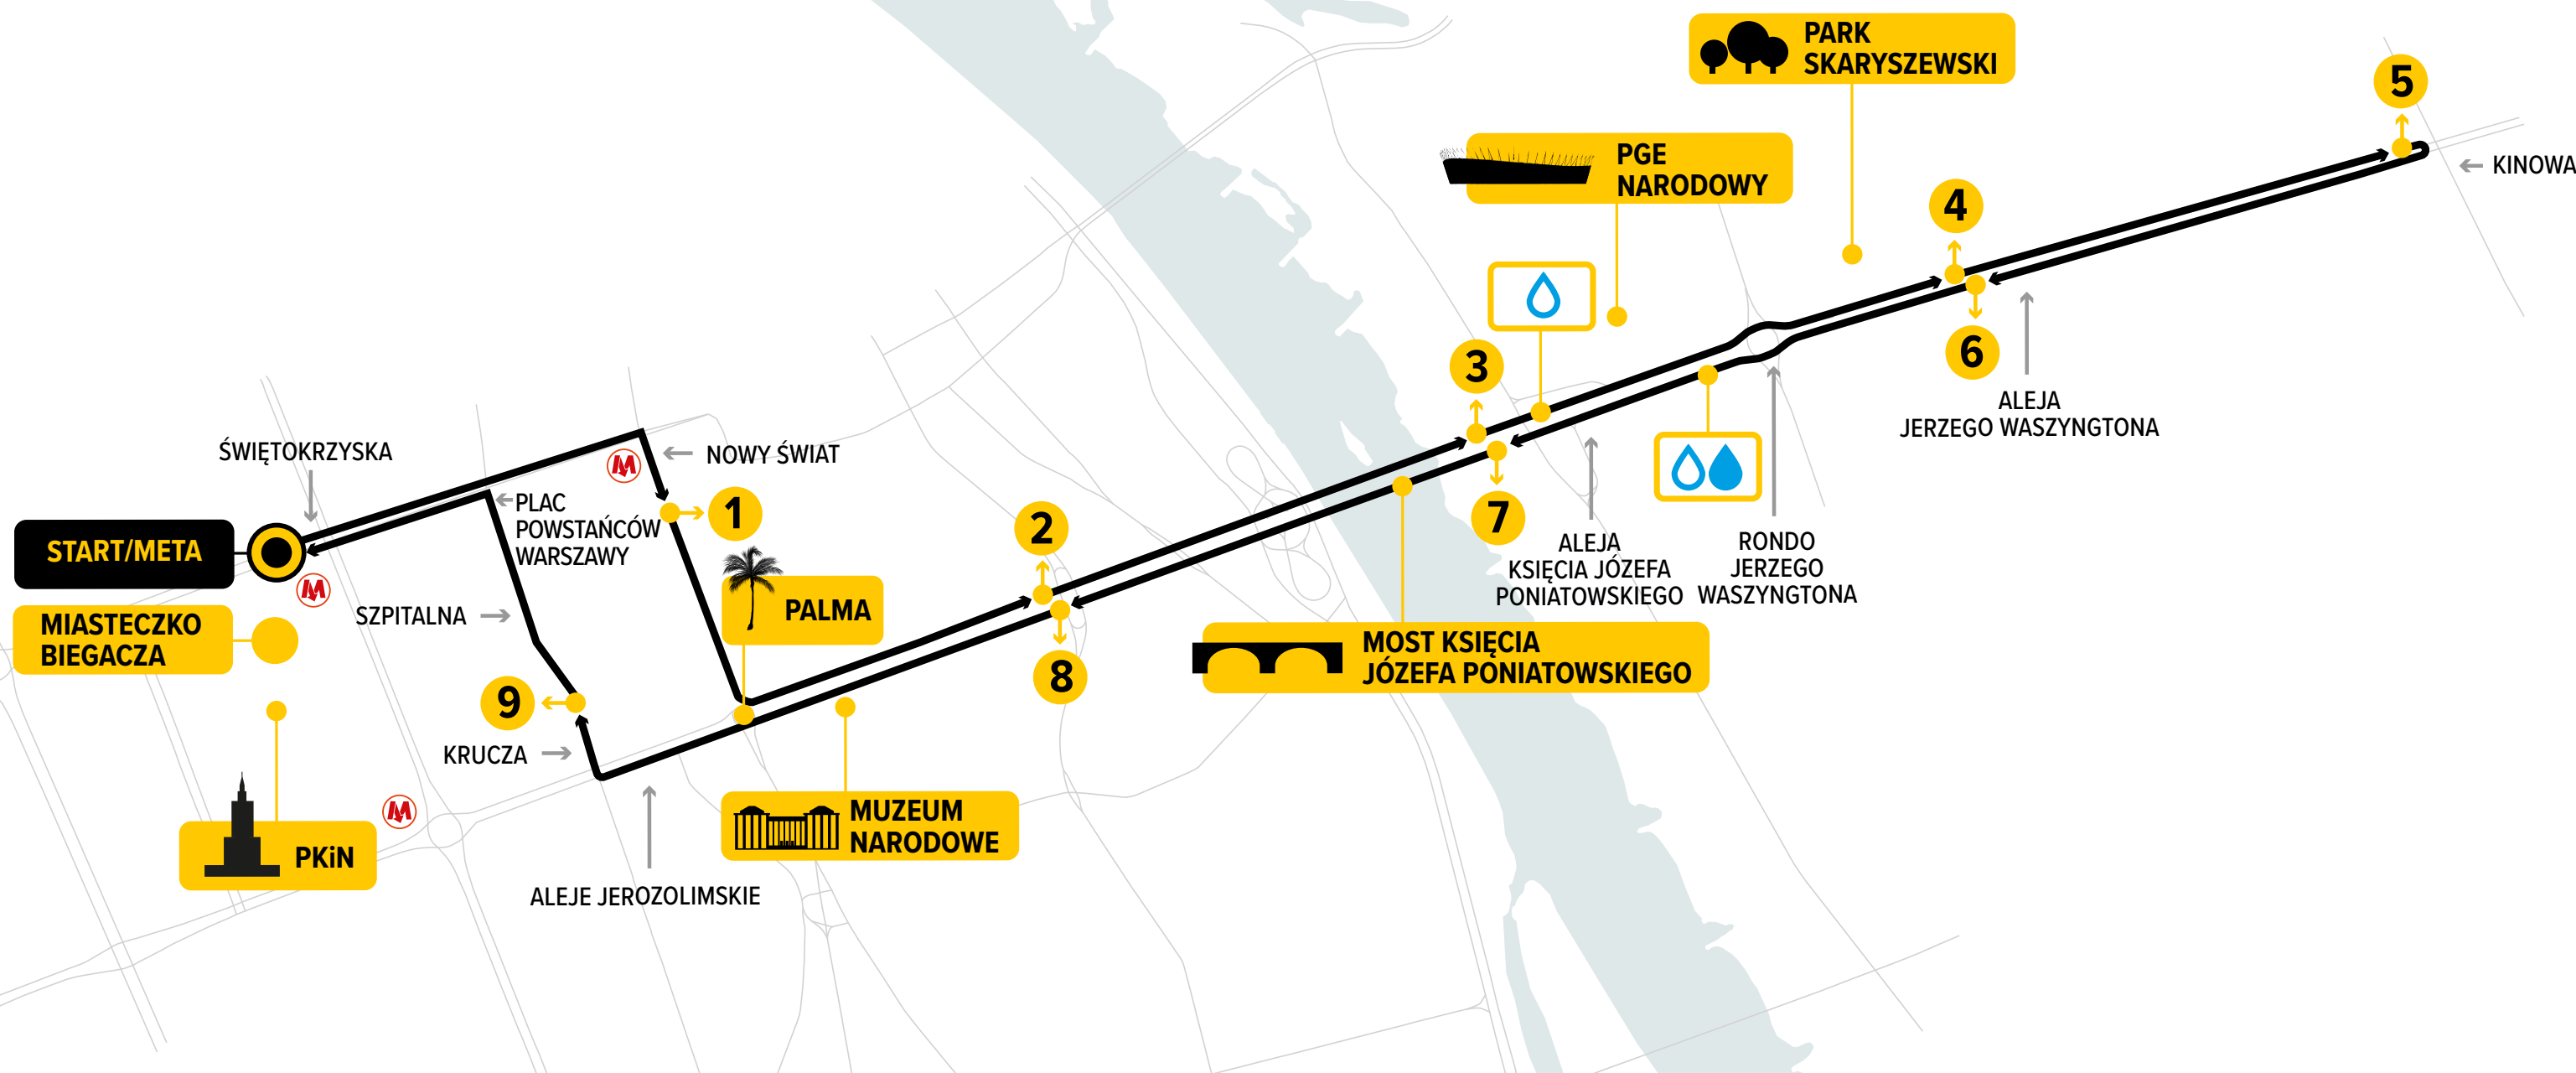 PARK
SKARYSZEWSKI
5
PGE
NARODOWY
KINOWA
4
3
6
ALEJA
JERZEGO WASZYNGTONA
ŚWIĘTOKRZYSKA
NOWY ŚWIAT
M
PLAC
POWSTAŃCÓW
WARSZAWY
1
2
7
START/META
ALEJA
KSIĘCIA JÓZEFA
PONIATOWSKIEGO
RONDO
JERZEGO
WASZYNGTONA
M
MIASTECZKO
BIEGACZA
SZPITALNA
PALMA
MOST KSIĘCIA
JÓZEFA PONIATOWSKIEGO
8
9
KRUCZA
M
MUZEUM
NARODOWE
PKiN
ALEJE JEROZOLIMSKIE